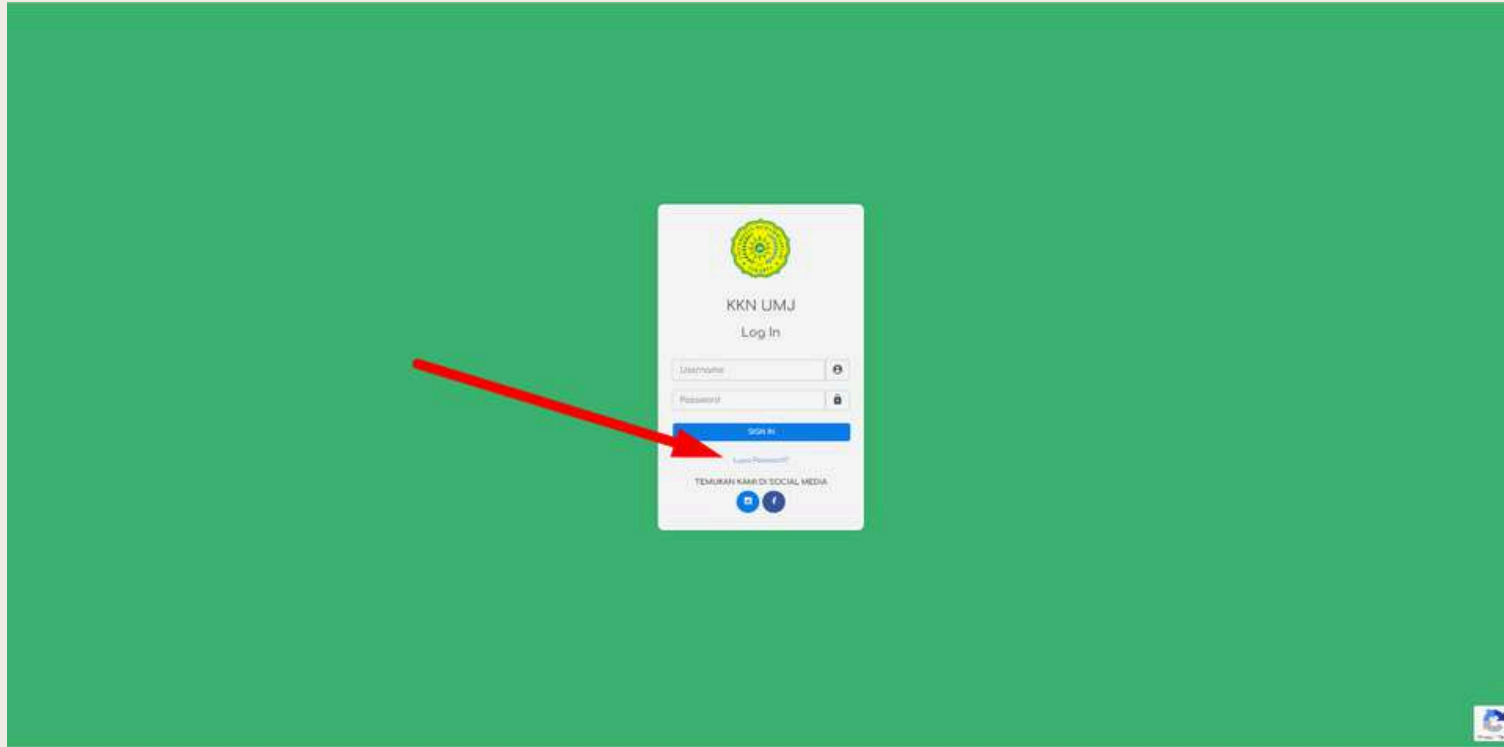 KKN UMJ
Log In
Username
Password
SIGN IN
Lupa Password?
TEMUKAN KAMI DI SOCIAL MEDIA